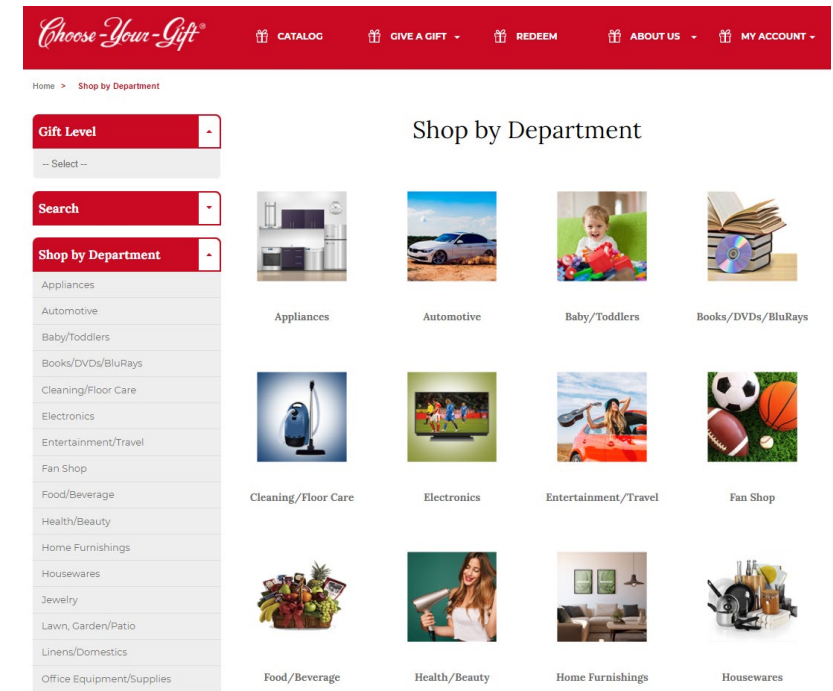 Choose-Your-Gift®
CATALOG
GIVE A GIFT
REDEEM
ABOUT US
MY ACCOUNT
Home > Shop by Department
Gift Level
-- Select --
Search
Shop by Department
Appliances
Automotive
Baby/Toddlers
Books/DVDs/BluRays
Cleaning/Floor Care
Electronics
Entertainment/Travel
Fan Shop
Food/Beverage
Health/Beauty
Home Furnishings
Housewares
Jewelry
Lawn, Garden/Patio
Linens/Domestics
Office Equipment/Supplies
Shop by Department
Appliances
Automotive
Baby/Toddlers
Books/DVDs/BluRays
Cleaning/Floor Care
Electronics
Entertainment/Travel
Fan Shop
Food/Beverage
Health/Beauty
Home Furnishings
Housewares